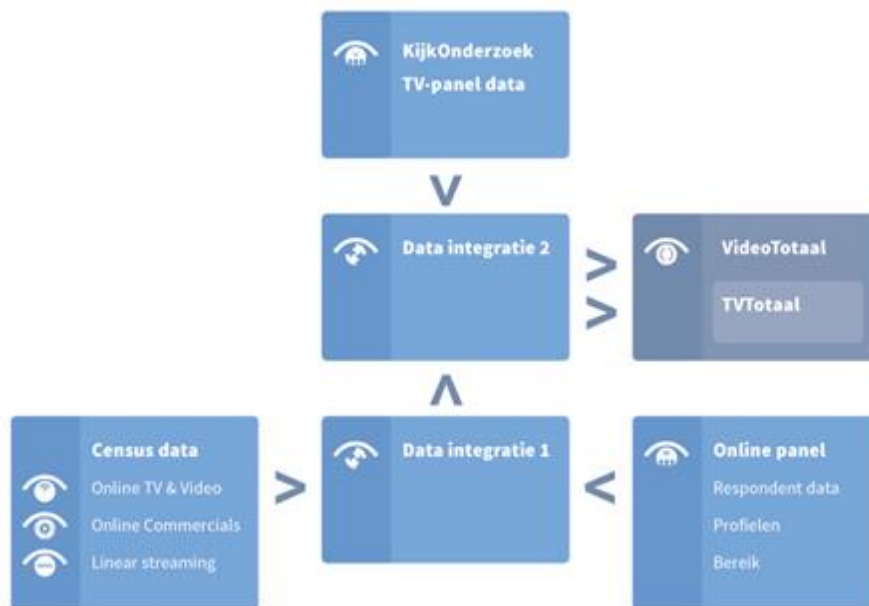 KijkOnderzoek
TV-panel data
Data integratie 2
VideoTotaal
TVTotaal
Census data
Online TV & Video
Online Commercials
Linear streaming
Data integratie 1
Online panel
Respondent data
Profielen
Bereik